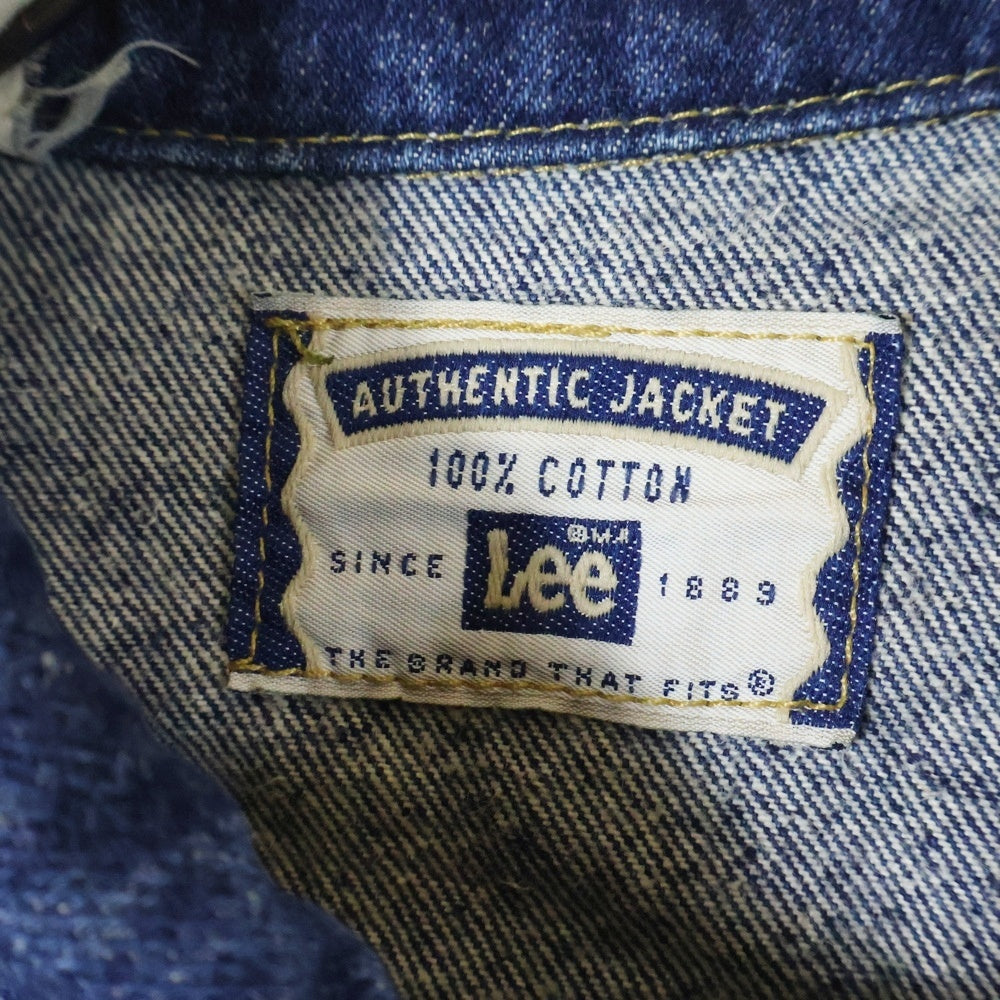 AUTHENTIC JACKET
100% COTTON
SINCE Lee ® M.R 1889
THE BRAND THAT FITS®